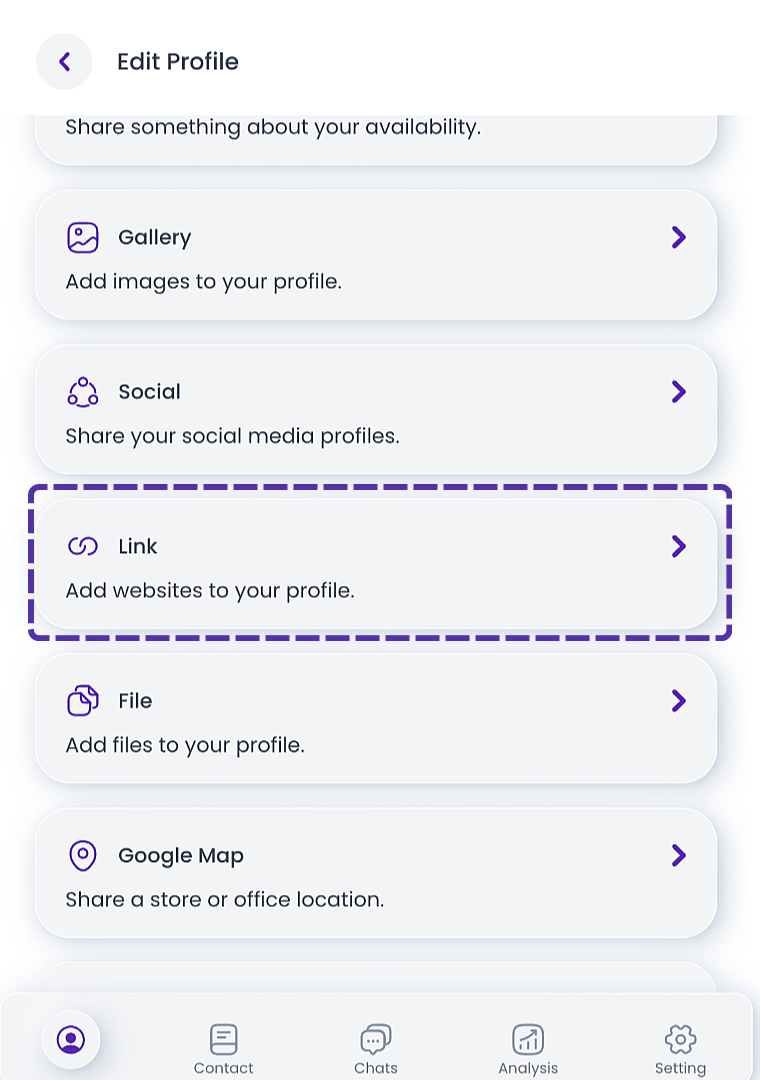 Edit Profile
Share something about your availability.
Gallery
Add images to your profile.
Social
Share your social media profiles.
Link
Add websites to your profile.
File
Add files to your profile.
Google Map
Share a store or office location.
Contact
Chats
Analysis
Setting